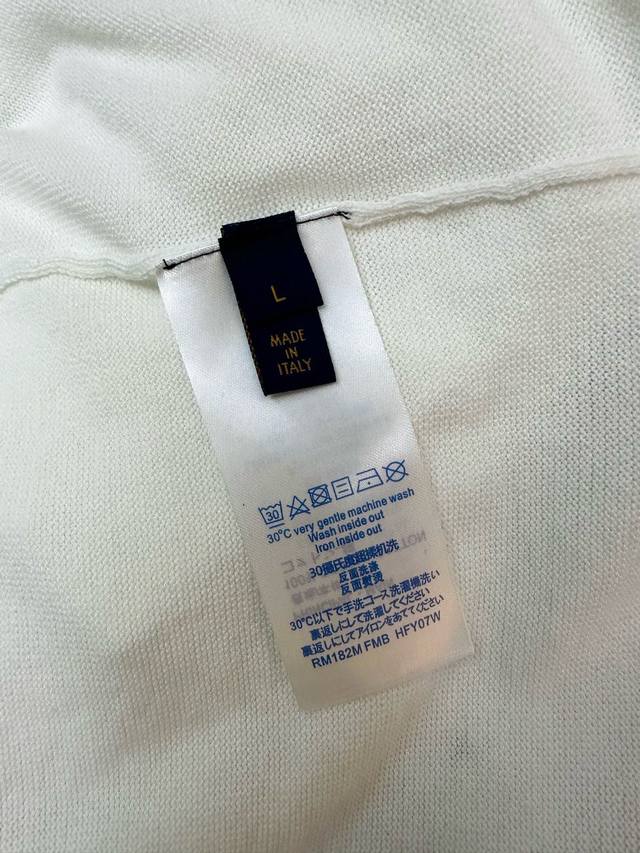 L
MADE
IN
ITALY
30
30°C very gentle machine wash
Wash inside out
Iron inside out
30摄氏度超柔机洗
反面洗涤
反面熨烫
30℃以下で手洗コース洗濯機洗い
裏返しにして洗濯してください
裏返しにしてアイロンをあててください
RM182M FMB HFY07W